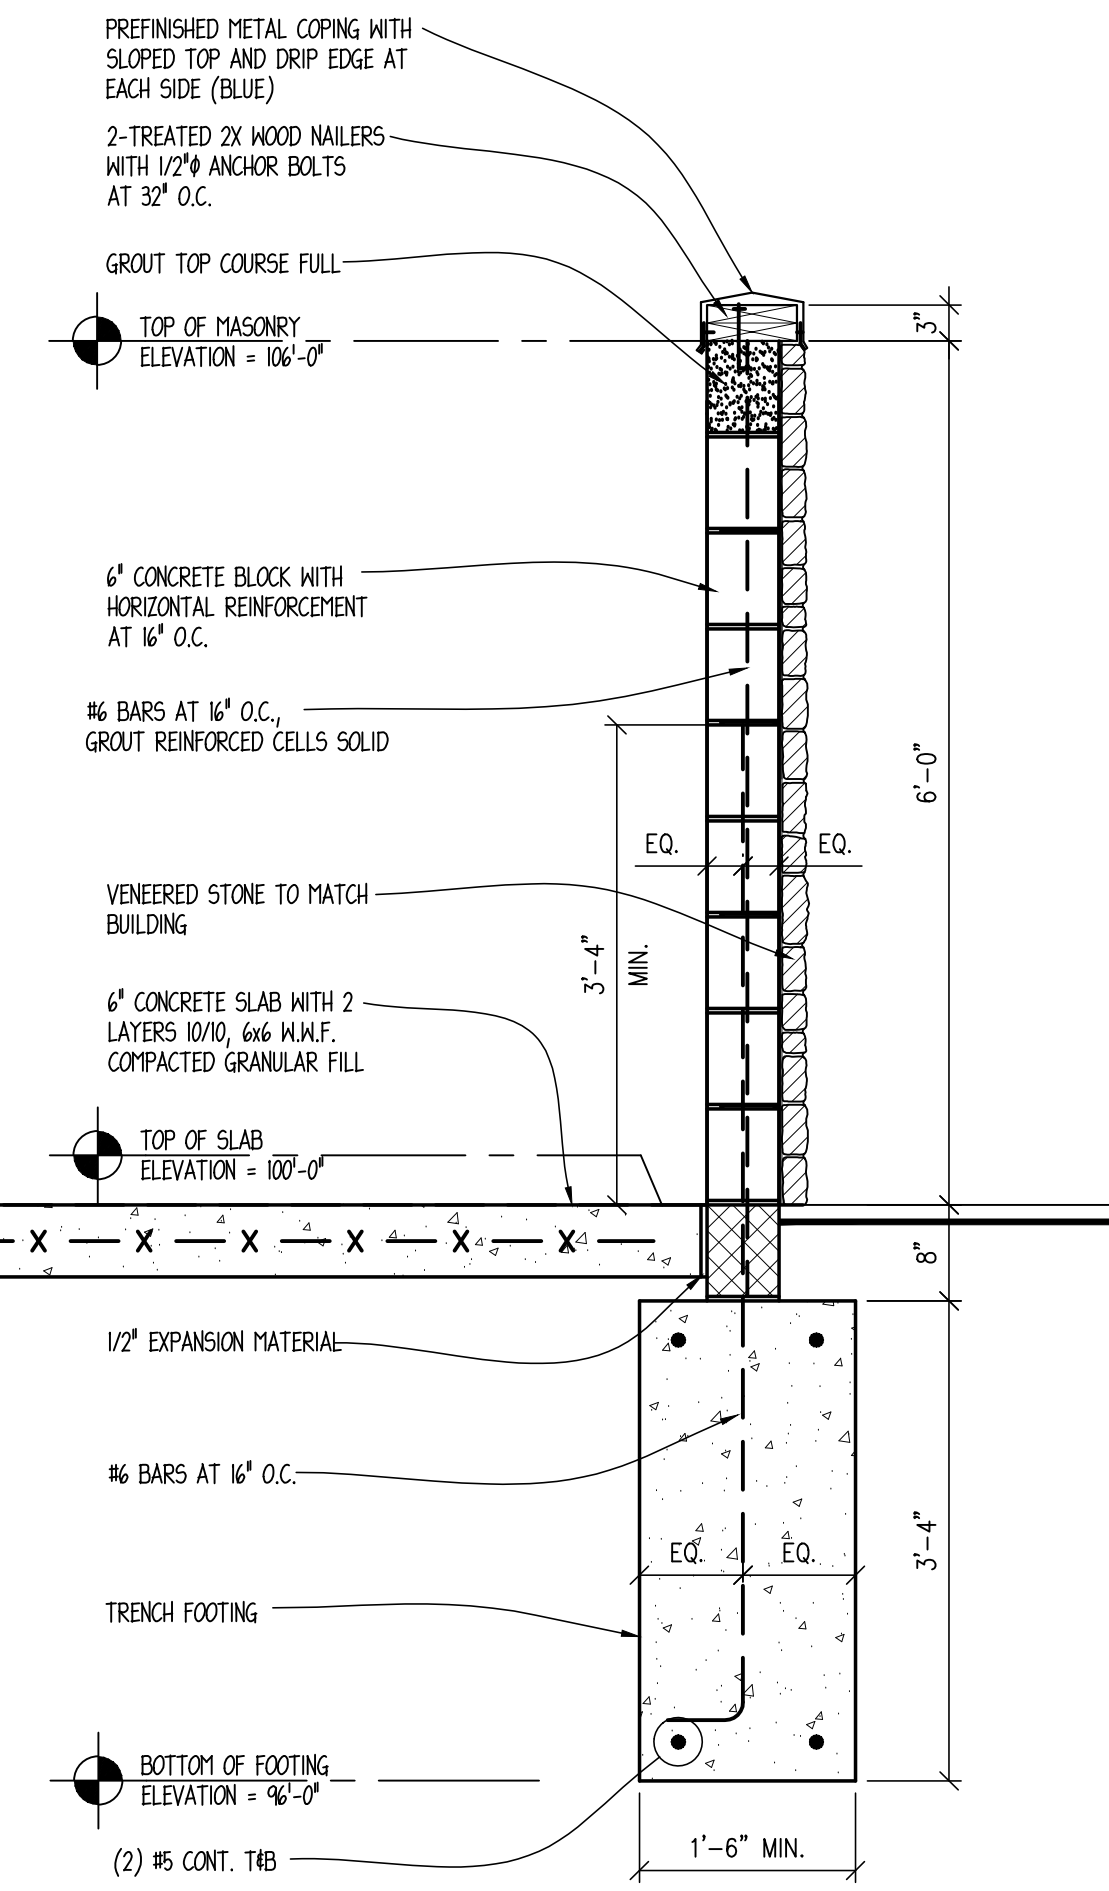 PREFINISHED METAL COPING WITH
SLOPED TOP AND DRIP EDGE AT
EACH SIDE (BLUE)
2-TREATED 2X WOOD NAILERS
WITH 1/2"ϕ ANCHOR BOLTS
AT 32" O.C.
GROUT TOP COURSE FULL
TOP OF MASONRY
ELEVATION = 106'-0"
3"
6" CONCRETE BLOCK WITH
HORIZONTAL REINFORCEMENT
AT 16" O.C.
#6 BARS AT 16" O.C.,
GROUT REINFORCED CELLS SOLID
6'-0"
EQ.
EQ.
VENEERED STONE TO MATCH
BUILDING
3'-4"
MIN.
6" CONCRETE SLAB WITH 2
LAYERS 10/10, 6x6 W.W.F.
COMPACTED GRANULAR FILL
TOP OF SLAB
ELEVATION = 100'-0"
X X X X X X
8"
1/2" EXPANSION MATERIAL
#6 BARS AT 16" O.C.
EQ.
EQ.
3'-4"
TRENCH FOOTING
BOTTOM OF FOOTING
ELEVATION = 96'-0"
1'-6" MIN.
(2) #5 CONT. T&B